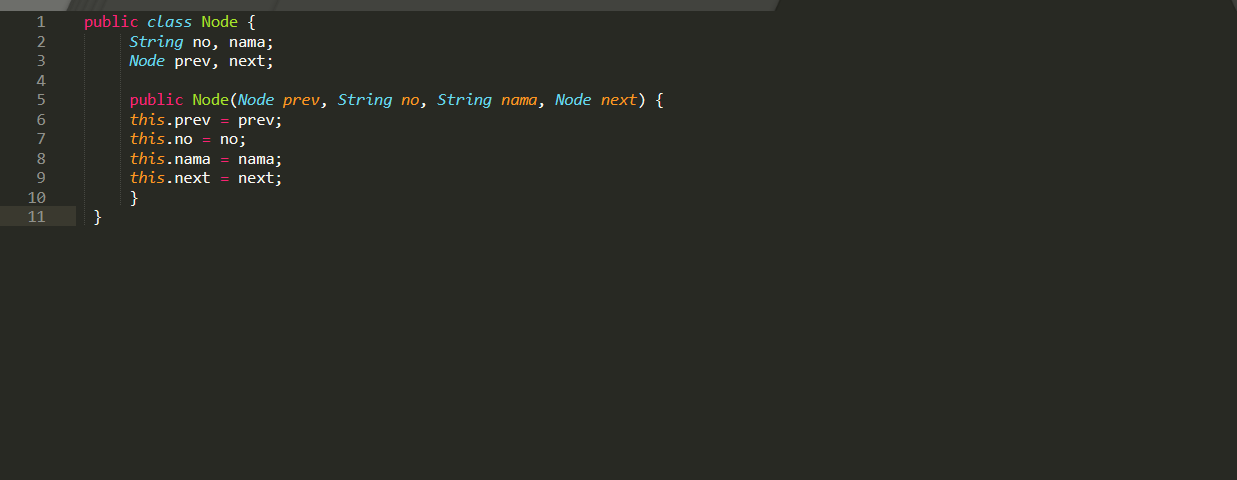 1 public class Node {
2 String no, nama;
3 Node prev, next;
4
5 public Node(Node prev, String no, String nama, Node next) {
6 this.prev = prev;
7 this.no = no;
8 this.nama = nama;
9 this.next = next;
10 }
11 }